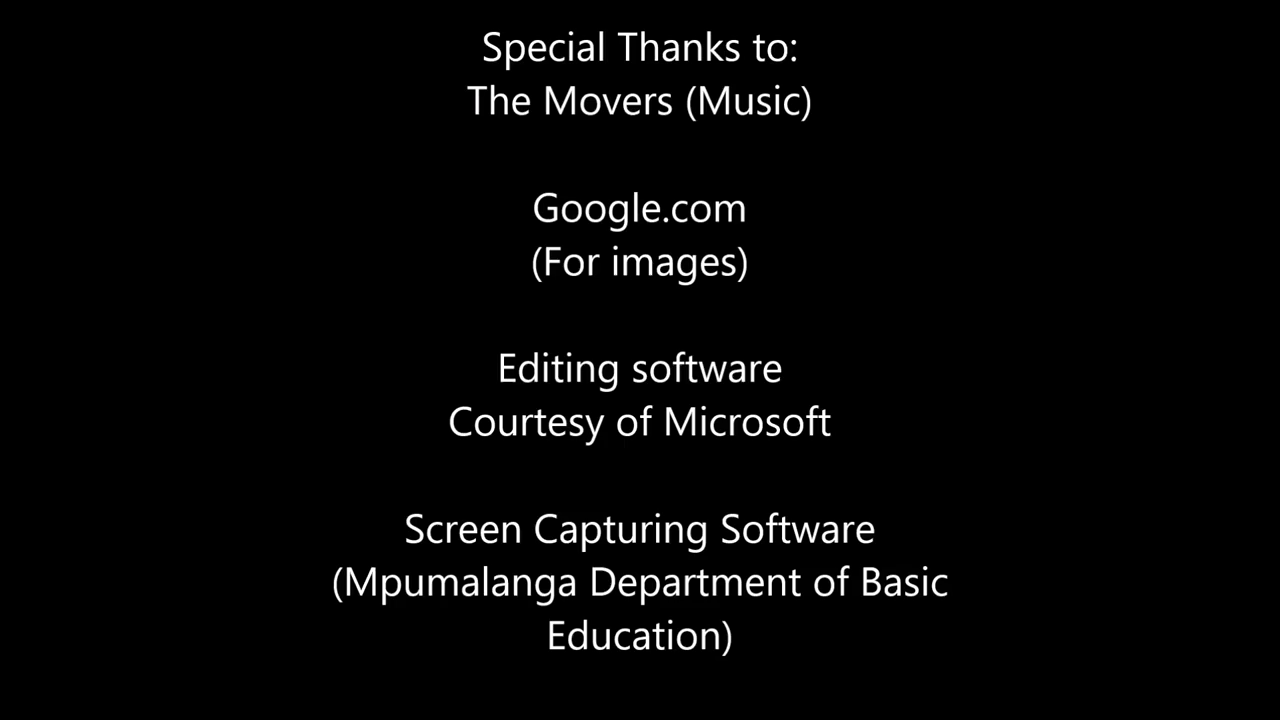 Special Thanks to:
The Movers (Music)
Google.com
(For images)
Editing software
Courtesy of Microsoft
Screen Capturing Software
(Mpumalanga Department of Basic
Education)